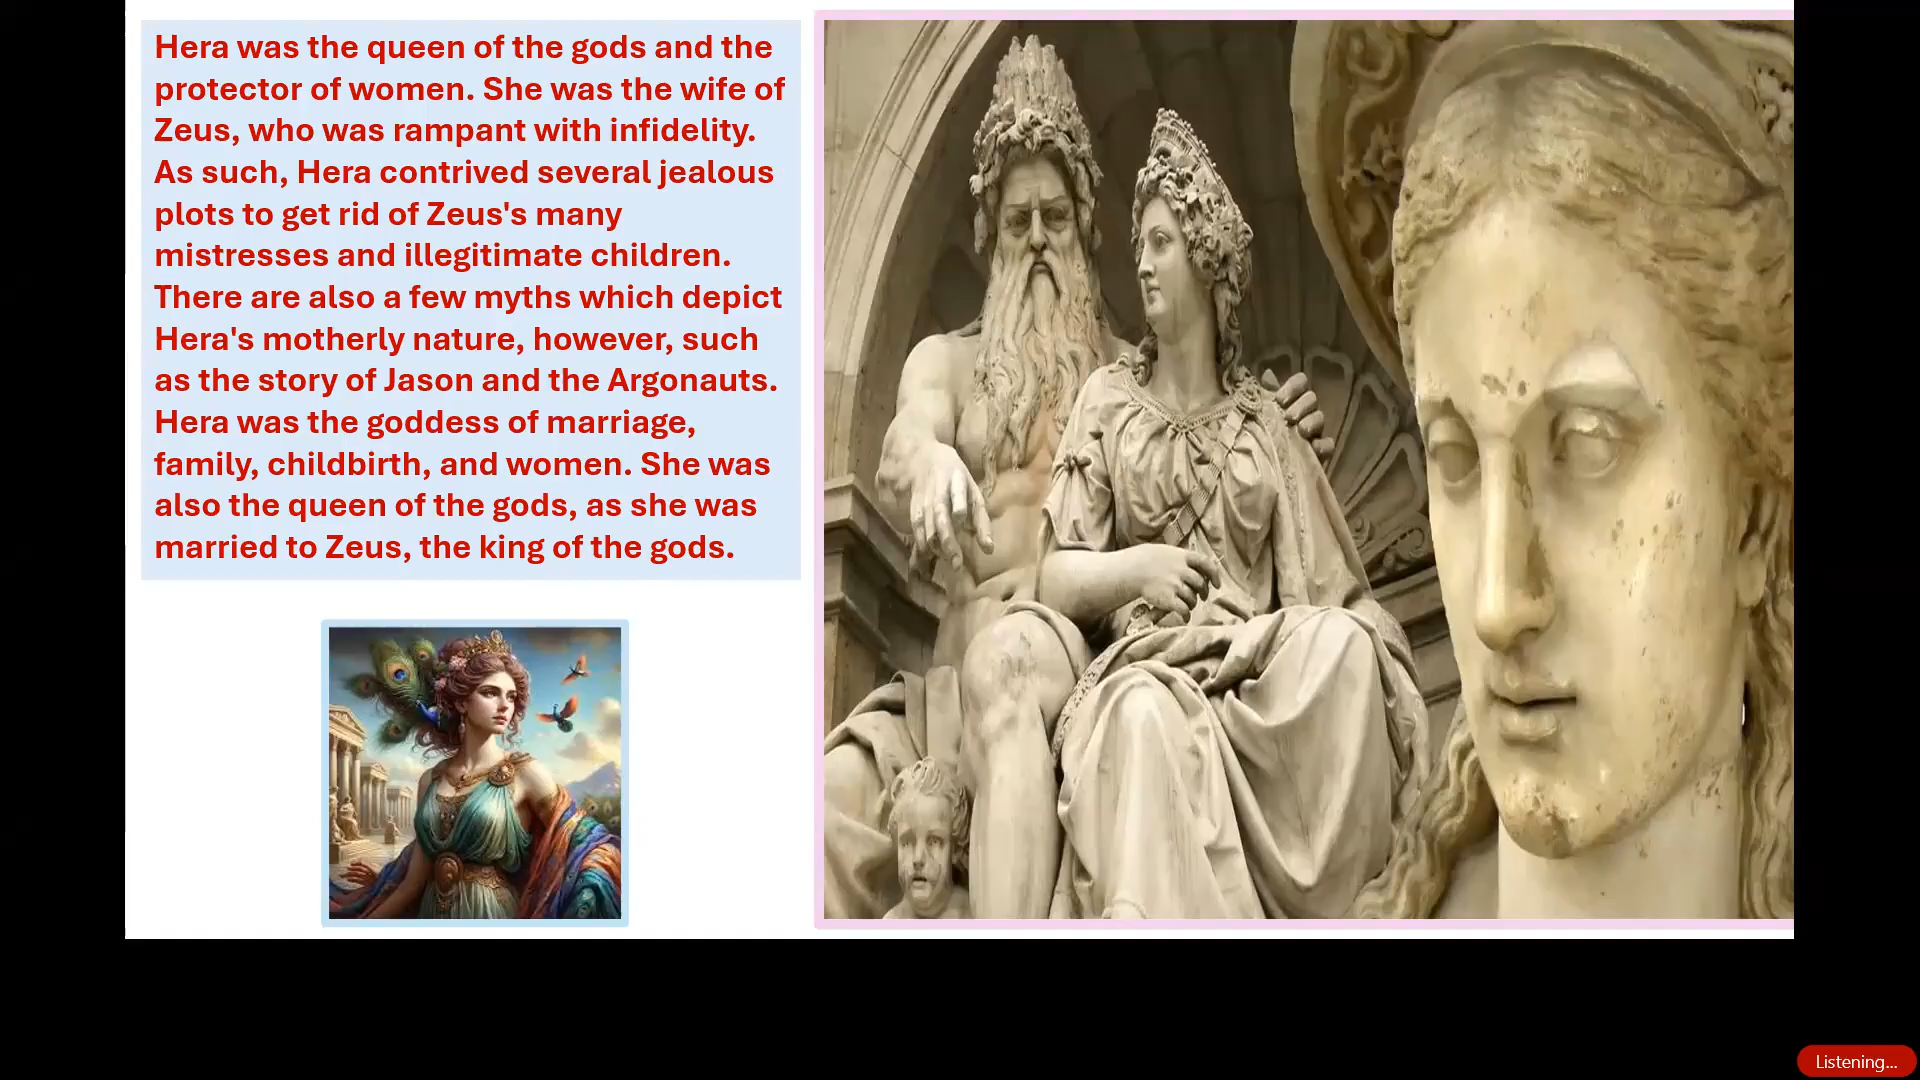 Hera was the queen of the gods and the
protector of women. She was the wife of
Zeus, who was rampant with infidelity.
As such, Hera contrived several jealous
plots to get rid of Zeus's many
mistresses and illegitimate children.
There are also a few myths which depict
Hera's motherly nature, however, such
as the story of Jason and the Argonauts.
Hera was the goddess of marriage,
family, childbirth, and women. She was
also the queen of the gods, as she was
married to Zeus, the king of the gods.
Listening...